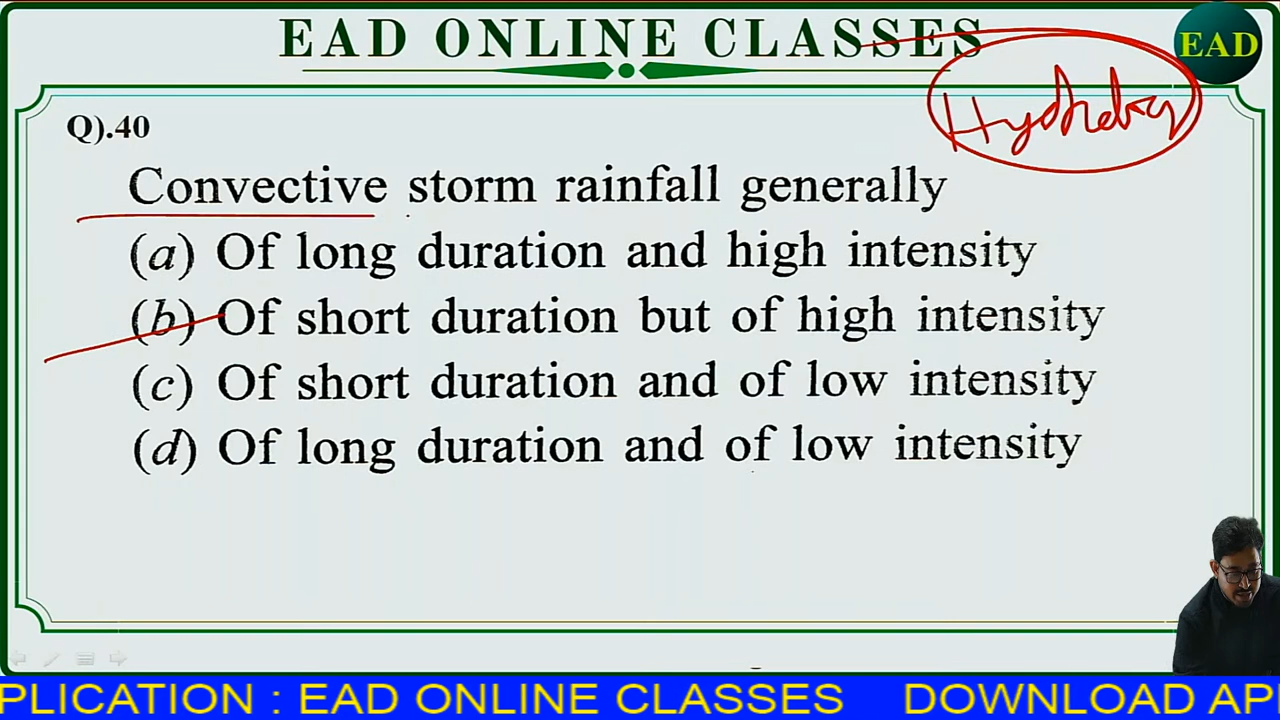 EAD ONLINE CLASSES
EAD
Q).40
Convective storm rainfall generally
(a) Of long duration and high intensity
(b) Of short duration but of high intensity
(c) Of short duration and of low intensity
(d) Of long duration and of low intensity
PLICATION : EAD ONLINE CLASSES DOWNLOAD API